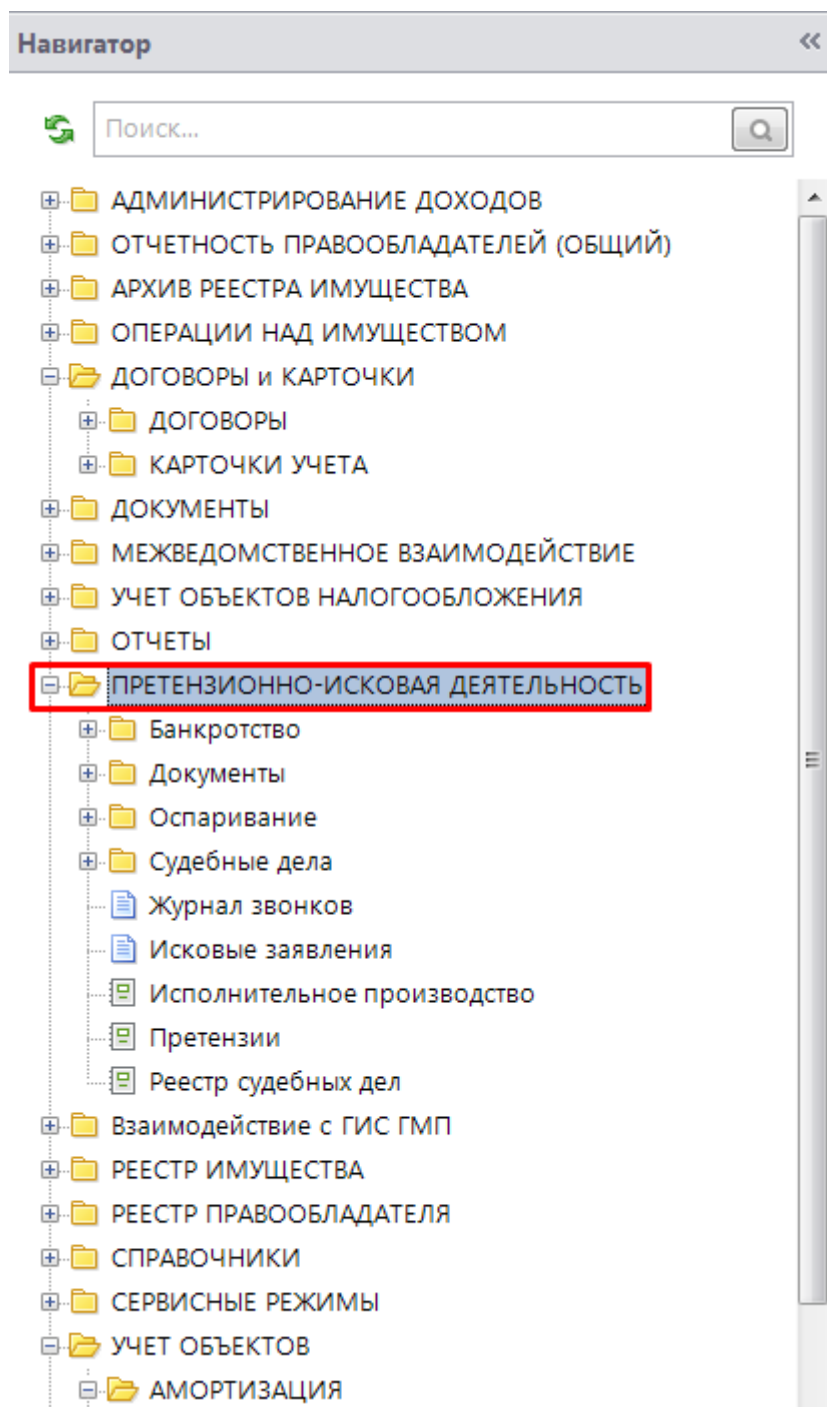 Навигатор
Поиск...
АДМИНИСТРИРОВАНИЕ ДОХОДОВ
ОТЧЕТНОСТЬ ПРАВООБЛАДАТЕЛЕЙ (ОБЩИЙ)
АРХИВ РЕЕСТРА ИМУЩЕСТВА
ОПЕРАЦИИ НАД ИМУЩЕСТВОМ
ДОГОВОРЫ и КАРТОЧКИ
ДОГОВОРЫ
КАРТОЧКИ УЧЕТА
ДОКУМЕНТЫ
МЕЖВЕДОМСТВЕННОЕ ВЗАИМОДЕЙСТВИЕ
УЧЕТ ОБЪЕКТОВ НАЛОГООБЛОЖЕНИЯ
ОТЧЕТЫ
ПРЕТЕНЗИОННО-ИСКОВАЯ ДЕЯТЕЛЬНОСТЬ
Банкротство
Документы
Оспаривание
Судебные дела
Журнал звонков
Исковые заявления
Исполнительное производство
Претензии
Реестр судебных дел
Взаимодействие с ГИС ГМП
РЕЕСТР ИМУЩЕСТВА
РЕЕСТР ПРАВООБЛАДАТЕЛЯ
СПРАВОЧНИКИ
СЕРВИСНЫЕ РЕЖИМЫ
УЧЕТ ОБЪЕКТОВ
АМОРТИЗАЦИЯ